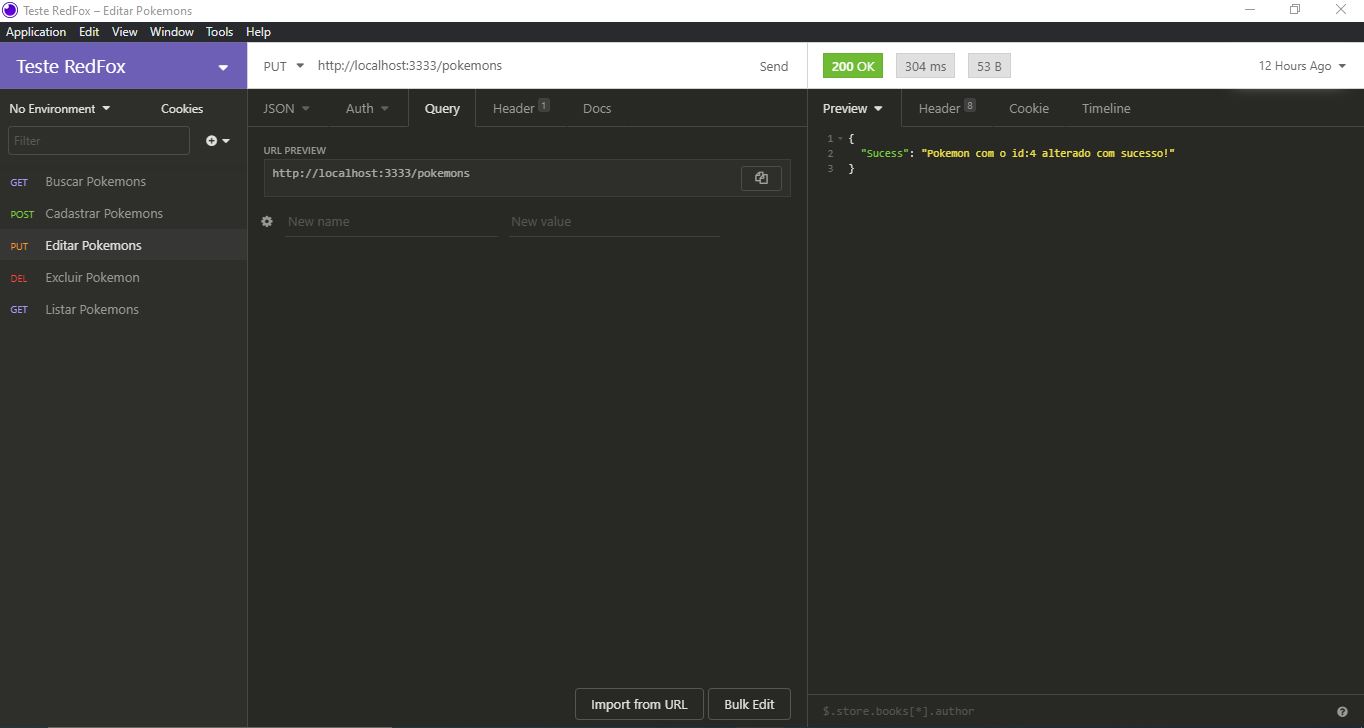 Teste RedFox – Editar Pokemons
Application Edit View Window Tools Help
Teste RedFox
PUT http://localhost:3333/pokemons Send
200 OK 304 ms 53 B 12 Hours Ago
No Environment Cookies
JSON Auth Query Header 1 Docs
Preview Header 8 Cookie Timeline
Filter
GET Buscar Pokemons
POST Cadastrar Pokemons
PUT Editar Pokemons
DEL Excluir Pokemon
GET Listar Pokemons
URL PREVIEW
http://localhost:3333/pokemons
New name New value
1 {
2 "Sucess": "Pokemon com o id:4 alterado com sucesso!"
3 }
Import from URL Bulk Edit
$.store.books[*].author